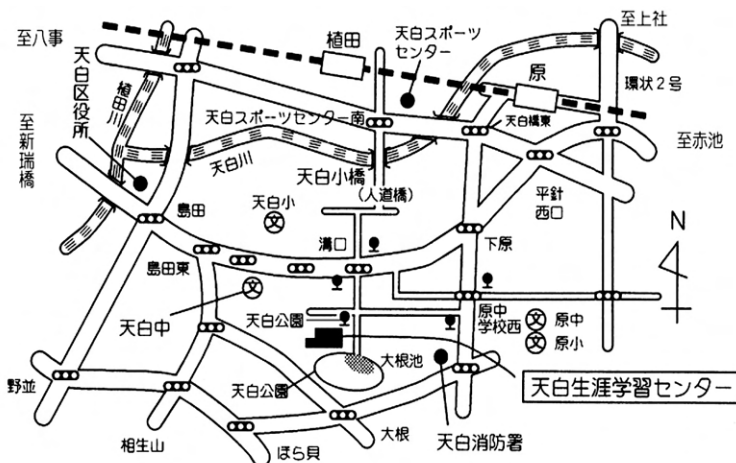 至八事
植田
天白スポーツ
センター
至上社
原
環状2号
天白区役所
植田川
天白スポーツセンター南
天白橋東
至新瑞橋
天白川
天白小橋
(人道橋)
至赤池
平針
西口
島田
天白小
文
溝口
下原
N
島田東
文
天白中
天白公園
原中
学校西
文
原中
文
原小
大根池
野並
天白公園
天白生涯学習センター
相生山
ほら貝
大根
天白消防署